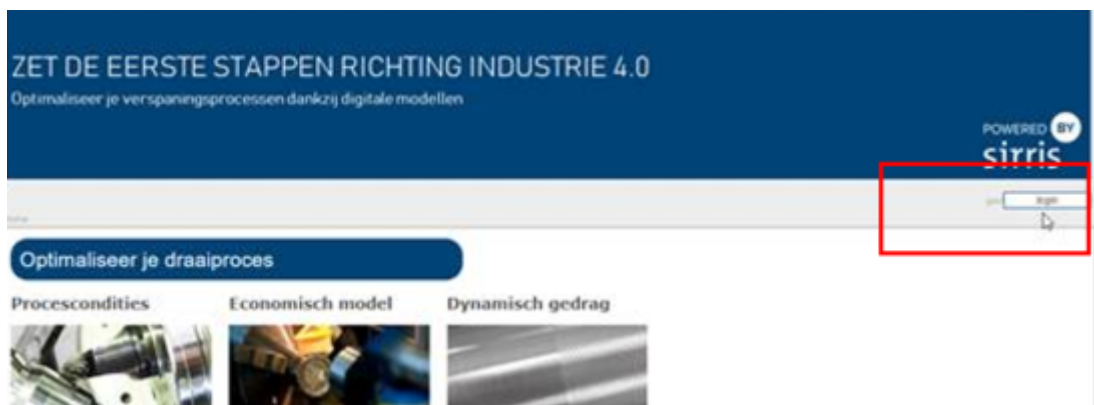 ZET DE EERSTE STAPPEN RICHTING INDUSTRIE 4.0
Optimaliseer je verspaningsprocessen dankzij digitale modellen
POWERED BY
sirris
login
Optimaliseer je draaiproces
Procescondities Economisch model Dynamisch gedrag